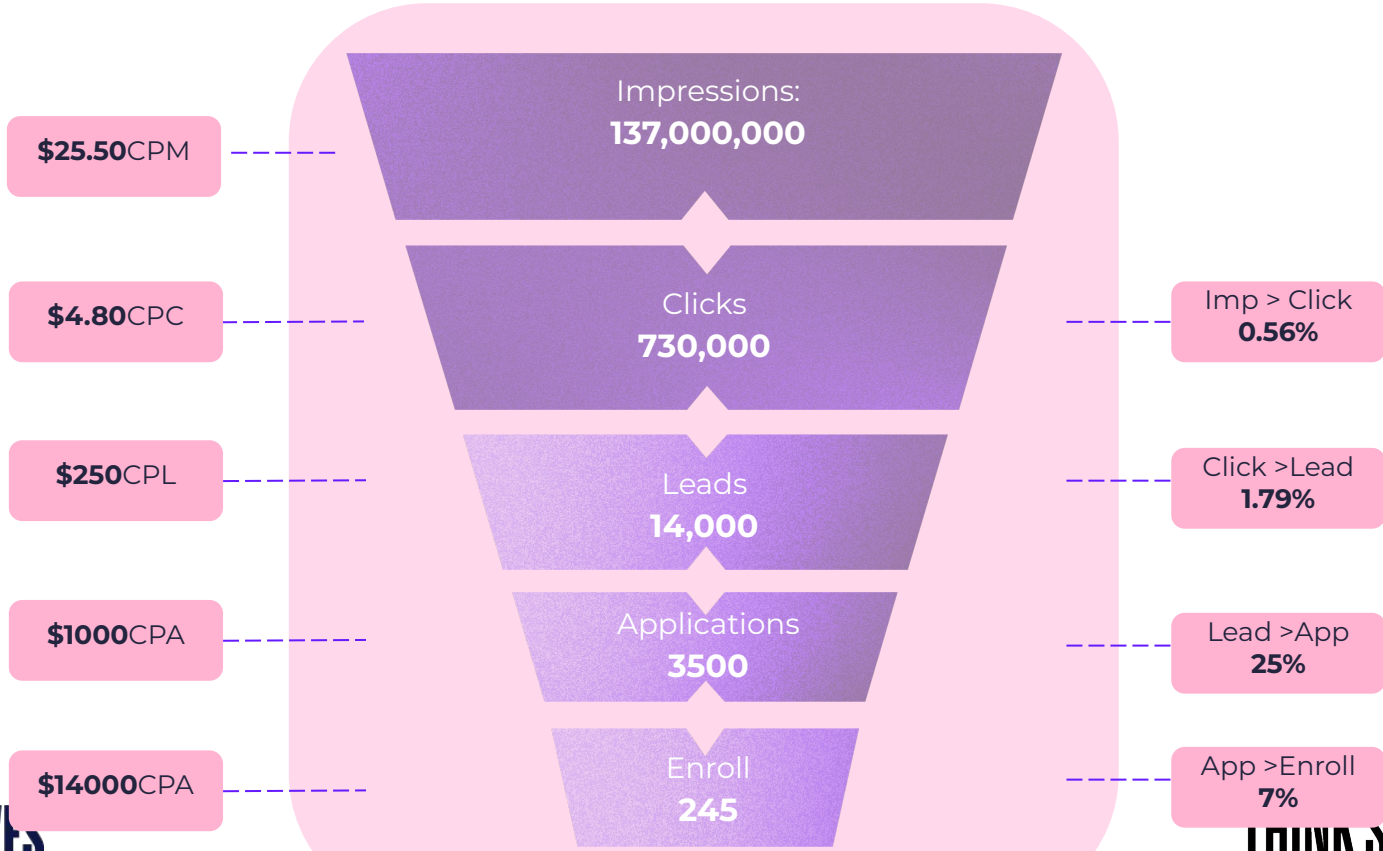 Impressions:
137,000,000
$25.50CPM
Clicks
730,000
$4.80CPC
Imp > Click
0.56%
Leads
14,000
$250CPL
Click >Lead
1.79%
Applications
3500
$1000CPA
Lead >App
25%
Enroll
245
$14000CPA
App >Enroll
7%
THINK S